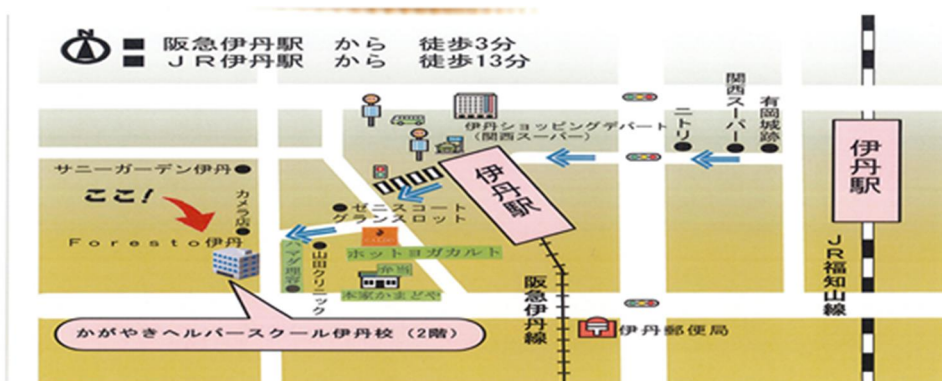 N
■ 阪急伊丹駅 から 徒歩3分
■ JR伊丹駅 から 徒歩13分
伊丹ショッピングデパート
(関西スーパー)
ニトリ●
関西スーパー●
有岡城跡●
伊丹駅
JR福知山線
伊丹駅
阪急伊丹線
サニーガーデン伊丹●
ここ!
カメラ店●
Foresto伊丹
●ゼニスコート
グランスロット
ホットヨガカルト
●山田クリニック
ハマダ理容●
弁当
本家かまどや
伊丹郵便局
かがやきヘルパースクール伊丹校(2階)